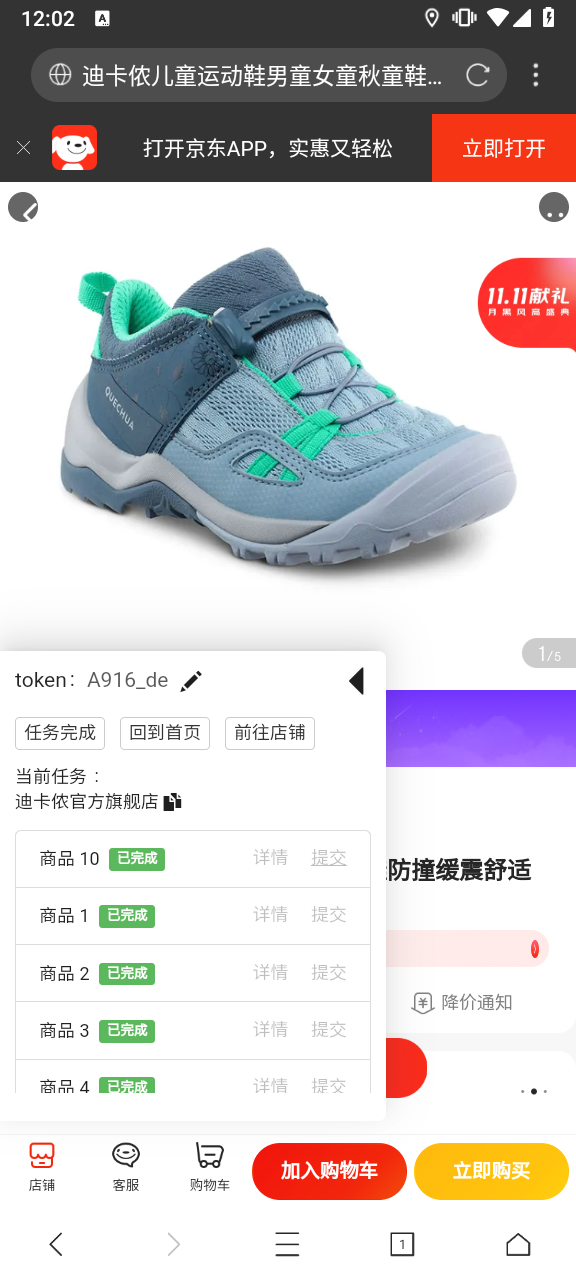 12:02
A
迪卡侬儿童运动鞋男童女童秋童鞋...
打开京东APP，实惠又轻松
立即打开
11.11献礼
月黑风高盛典
QUECHUA
1/5
token： A916_de
任务完成
回到首页
前往店铺
当前任务 ：
迪卡侬官方旗舰店
商品 10 已完成 详情 提交
防撞缓震舒适
商品 1 已完成 详情 提交
商品 2 已完成 详情 提交
降价通知
商品 3 已完成 详情 提交
商品 4 已完成 详情 提交
店铺
客服
购物车
加入购物车
立即购买
1